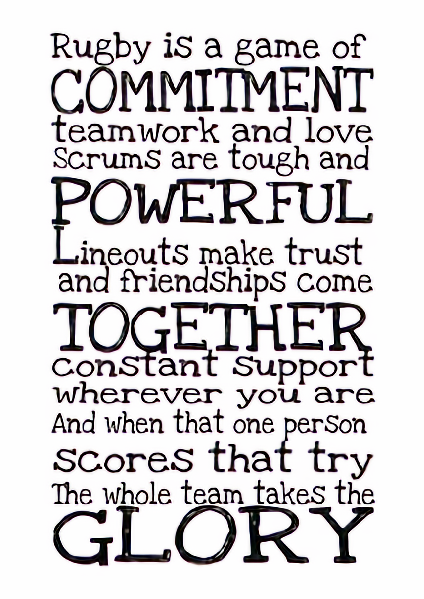 Rugby is a game of
COMMITMENT
teamwork and love
Scrums are tough and
POWERFUL
Lineouts make trust
and friendships come
TOGETHER
constant support
wherever you are
And when that one person
scores that try
The whole team takes the
GLORY